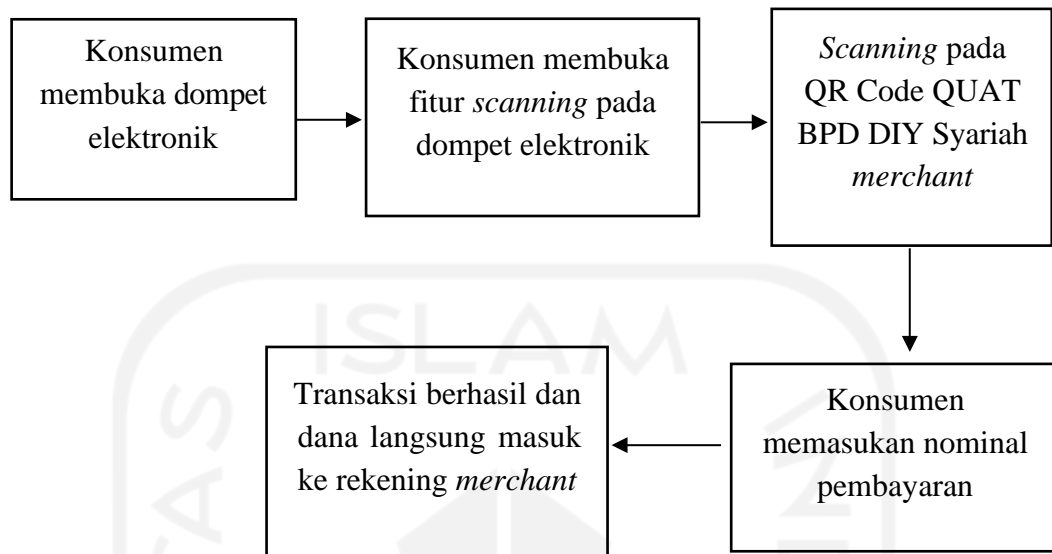 Konsumen
membuka dompet
elektronik
Konsumen membuka
fitur scanning pada
dompet elektronik
Scanning pada
QR Code QUAT
BPD DIY Syariah
merchant
Konsumen
memasukan nominal
pembayaran
Transaksi berhasil dan
dana langsung masuk
ke rekening merchant
ISLAM